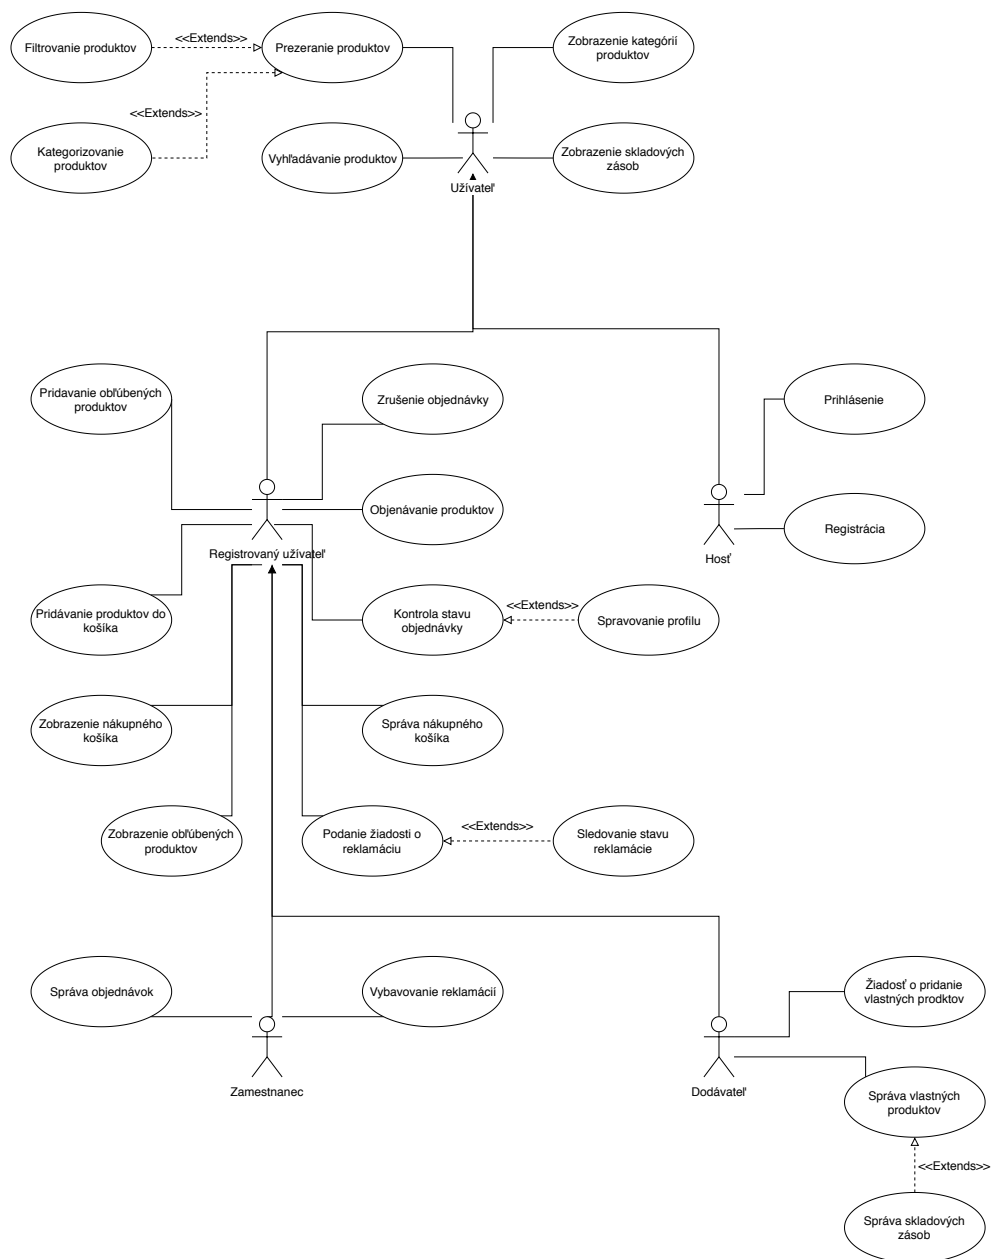 Filtrovanie produktov
<<Extends>>
Prezeranie produktov
Zobrazenie kategórií
produktov
<<Extends>>
Kategorizovanie
produktov
Vyhľadávanie produktov
Zobrazenie skladových
zásob
Užívateľ
Pridavanie obľúbených
produktov
Zrušenie objednávky
Prihlásenie
Objenávanie produktov
Registrácia
Registrovaný užívateľ
Hosť
Pridávanie produktov do
košíka
Kontrola stavu
objednávky
<<Extends>>
Spravovanie profilu
Zobrazenie nákupného
košíka
Správa nákupného
košíka
Zobrazenie obľúbených
produktov
Podanie žiadosti o
reklamáciu
<<Extends>>
Sledovanie stavu
reklamácie
Správa objednávok
Vybavovanie reklamácií
Žiadosť o pridanie
vlastných prodktov
Zamestnanec
Dodávateľ
Správa vlastných
produktov
<<Extends>>
Správa skladových
zásob